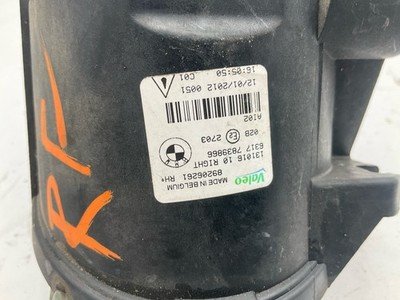 RF
Valeo
MADE IN BELGIUM
89206261 RH*
131016 10 RIGHT
6317 7839866
02B E2 2703
A102
12/01/2012 0051
16:05:50 C01